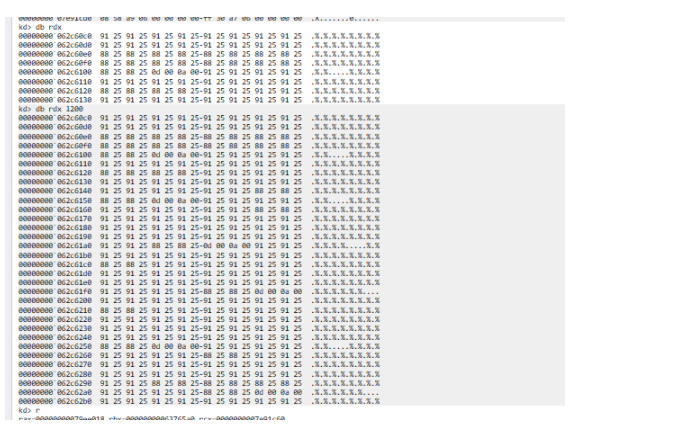 kd> db rdx
00000000`062c60c0 91 25 91 25 91 25 91 25-91 25 91 25 91 25 91 25 .%.%.%.%.%.%.%.%
00000000`062c60d0 91 25 91 25 91 25 91 25-91 25 91 25 91 25 91 25 .%.%.%.%.%.%.%.%
00000000`062c60e0 88 25 88 25 88 25 88 25-88 25 88 25 88 25 88 25 .%.%.%.%.%.%.%.%
00000000`062c60f0 88 25 88 25 88 25 88 25-88 25 88 25 88 25 88 25 .%.%.%.%.%.%.%.%
00000000`062c6100 88 25 88 25 0d 00 0a 00-91 25 91 25 91 25 91 25 .%.%.....%.%.%.%
00000000`062c6110 91 25 91 25 91 25 91 25-91 25 91 25 91 25 91 25 .%.%.%.%.%.%.%.%
00000000`062c6120 88 25 88 25 88 25 88 25-91 25 91 25 91 25 91 25 .%.%.%.%.%.%.%.%
00000000`062c6130 91 25 91 25 91 25 91 25-91 25 91 25 91 25 91 25 .%.%.%.%.%.%.%.%
kd> db rdx l200
00000000`062c60c0 91 25 91 25 91 25 91 25-91 25 91 25 91 25 91 25 .%.%.%.%.%.%.%.%
00000000`062c60d0 91 25 91 25 91 25 91 25-91 25 91 25 91 25 91 25 .%.%.%.%.%.%.%.%
00000000`062c60e0 88 25 88 25 88 25 88 25-88 25 88 25 88 25 88 25 .%.%.%.%.%.%.%.%
00000000`062c60f0 88 25 88 25 88 25 88 25-88 25 88 25 88 25 88 25 .%.%.%.%.%.%.%.%
00000000`062c6100 88 25 88 25 0d 00 0a 00-91 25 91 25 91 25 91 25 .%.%.....%.%.%.%
00000000`062c6110 91 25 91 25 91 25 91 25-91 25 91 25 91 25 91 25 .%.%.%.%.%.%.%.%
00000000`062c6120 88 25 88 25 88 25 88 25-91 25 91 25 91 25 91 25 .%.%.%.%.%.%.%.%
00000000`062c6130 91 25 91 25 91 25 91 25-91 25 91 25 91 25 91 25 .%.%.%.%.%.%.%.%
00000000`062c6140 91 25 91 25 91 25 91 25-91 25 91 25 88 25 88 25 .%.%.%.%.%.%.%.%
00000000`062c6150 88 25 88 25 0d 00 0a 00-91 25 91 25 91 25 91 25 .%.%.....%.%.%.%
00000000`062c6160 91 25 91 25 91 25 91 25-91 25 91 25 88 25 88 25 .%.%.%.%.%.%.%.%
00000000`062c6170 91 25 91 25 91 25 91 25-91 25 91 25 91 25 91 25 .%.%.%.%.%.%.%.%
00000000`062c6180 91 25 91 25 91 25 91 25-91 25 91 25 91 25 91 25 .%.%.%.%.%.%.%.%
00000000`062c6190 91 25 91 25 91 25 91 25-91 25 91 25 91 25 88 25 .%.%.%.%.%.%.%.%
00000000`062c61a0 91 25 91 25 88 25 88 25-0d 00 0a 00 91 25 91 25 .%.%.%.%.....%.%
00000000`062c61b0 91 25 91 25 91 25 91 25-91 25 91 25 91 25 91 25 .%.%.%.%.%.%.%.%
00000000`062c61c0 88 25 88 25 91 25 91 25-91 25 91 25 91 25 91 25 .%.%.%.%.%.%.%.%
00000000`062c61d0 91 25 91 25 91 25 91 25-91 25 91 25 91 25 91 25 .%.%.%.%.%.%.%.%
00000000`062c61e0 91 25 91 25 91 25 91 25-91 25 91 25 91 25 91 25 .%.%.%.%.%.%.%.%
00000000`062c61f0 91 25 91 25 91 25 91 25-88 25 88 25 0d 00 0a 00 .%.%.%.%.%.%....
00000000`062c6200 91 25 91 25 91 25 91 25-91 25 91 25 91 25 91 25 .%.%.%.%.%.%.%.%
00000000`062c6210 88 25 88 25 91 25 91 25-91 25 91 25 91 25 91 25 .%.%.%.%.%.%.%.%
00000000`062c6220 91 25 91 25 91 25 91 25-91 25 91 25 91 25 91 25 .%.%.%.%.%.%.%.%
00000000`062c6230 91 25 91 25 91 25 91 25-91 25 91 25 91 25 91 25 .%.%.%.%.%.%.%.%
00000000`062c6240 91 25 91 25 91 25 91 25-91 25 91 25 91 25 91 25 .%.%.%.%.%.%.%.%
00000000`062c6250 88 25 88 25 0d 00 0a 00-91 25 91 25 91 25 91 25 .%.%.....%.%.%.%
00000000`062c6260 91 25 91 25 91 25 91 25-88 25 88 25 91 25 91 25 .%.%.%.%.%.%.%.%
00000000`062c6270 91 25 91 25 91 25 91 25-91 25 91 25 91 25 91 25 .%.%.%.%.%.%.%.%
00000000`062c6280 91 25 91 25 91 25 91 25-91 25 91 25 91 25 91 25 .%.%.%.%.%.%.%.%
00000000`062c6290 91 25 91 25 88 25 88 25-88 25 88 25 91 25 91 25 .%.%.%.%.%.%.%.%
00000000`062c62a0 91 25 91 25 91 25 91 25-88 25 88 25 0d 00 0a 00 .%.%.%.%.%.%....
00000000`062c62b0 91 25 91 25 91 25 91 25-91 25 91 25 91 25 91 25 .%.%.%.%.%.%.%.%
kd> r